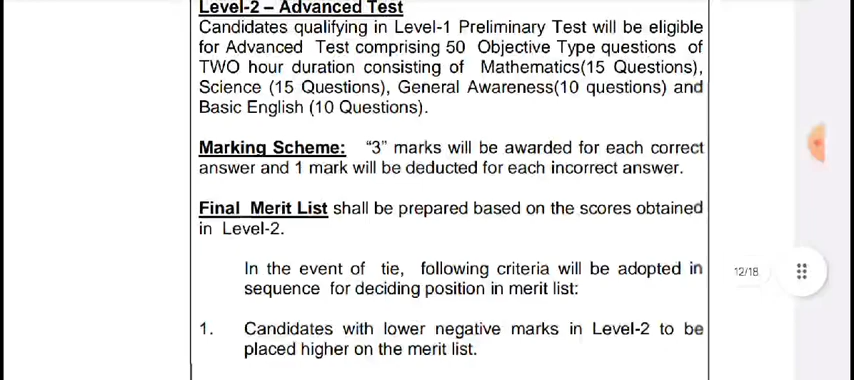 Level-2 – Advanced Test
Candidates qualifying in Level-1 Preliminary Test will be eligible
for Advanced Test comprising 50 Objective Type questions of
TWO hour duration consisting of Mathematics(15 Questions),
Science (15 Questions), General Awareness(10 questions) and
Basic English (10 Questions).
Marking Scheme: “3” marks will be awarded for each correct
answer and 1 mark will be deducted for each incorrect answer.
Final Merit List shall be prepared based on the scores obtained
in Level-2.
In the event of tie, following criteria will be adopted in
sequence for deciding position in merit list:
12/18
1. Candidates with lower negative marks in Level-2 to be
placed higher on the merit list.